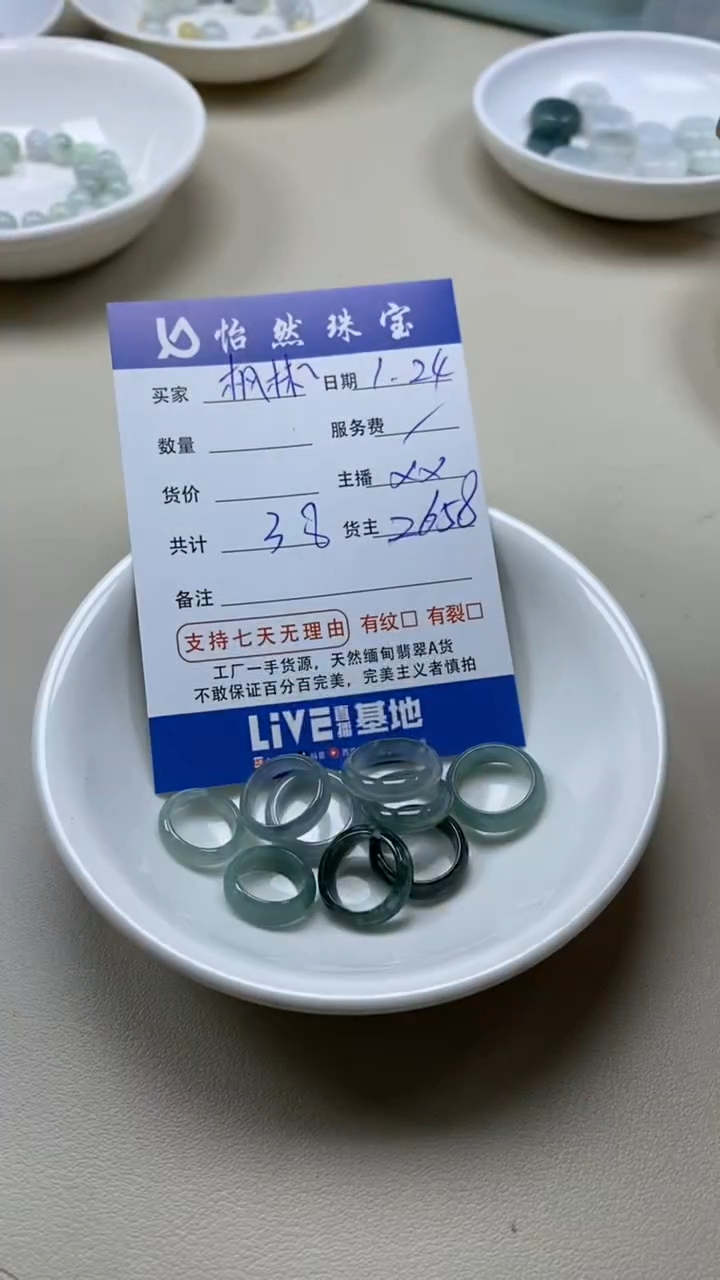 怡然珠宝
买家 枫林 日期 1-24
数量 服务费 /
货价 主播 XX
共计 38 货主 2658
备注
支持七天无理由 有纹□ 有裂□
工厂一手货源，天然缅甸翡翠A货
不敢保证百分百完美，完美主义者慎拍
LiVE直播基地